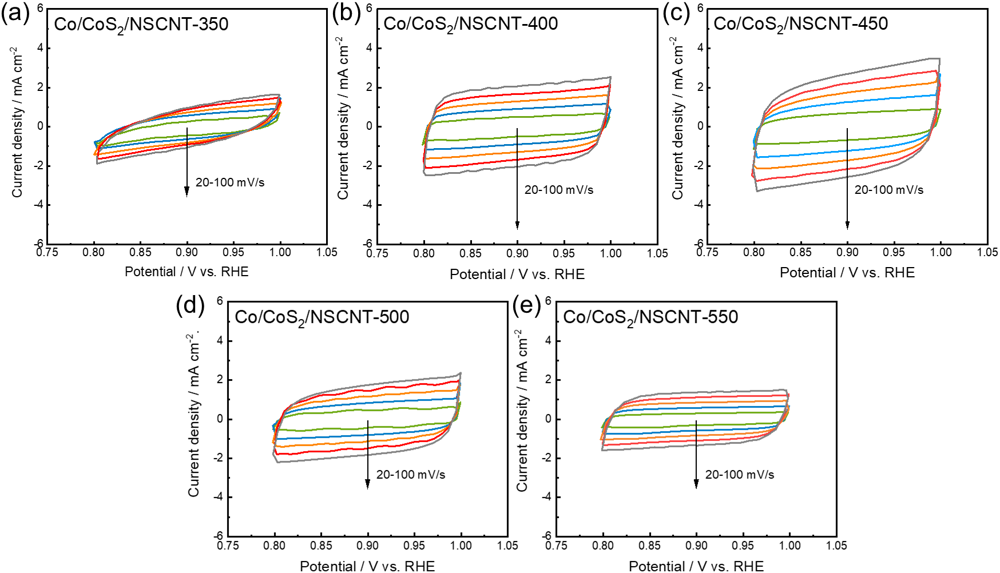 (a)
Co/CoS2/NSCNT-350
Current density / mA cm-2
6
4
2
0
-2
-4
-6
20-100 mV/s
0.75 0.80 0.85 0.90 0.95 1.00 1.05
Potential / V vs. RHE
(b)
Co/CoS2/NSCNT-400
Current density / mA cm-2
6
4
2
0
-2
-4
-6
20-100 mV/s
0.75 0.80 0.85 0.90 0.95 1.00 1.05
Potential / V vs. RHE
(c)
Co/CoS2/NSCNT-450
Current density / mA cm-2
6
4
2
0
-2
-4
-6
20-100 mV/s
0.75 0.80 0.85 0.90 0.95 1.00 1.05
Potential / V vs. RHE
(d)
Co/CoS2/NSCNT-500
Current density / mA cm-2.
6
4
2
0
-2
-4
-6
20-100 mV/s
0.75 0.80 0.85 0.90 0.95 1.00 1.05
Potential / V vs. RHE
(e)
Co/CoS2/NSCNT-550
Current density / mA cm-2
6
4
2
0
-2
-4
-6
20-100 mV/s
0.75 0.80 0.85 0.90 0.95 1.00 1.05
Potential / V vs. RHE